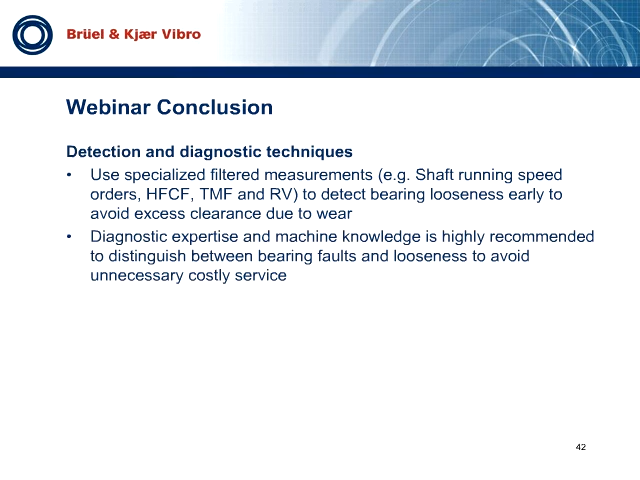 Brüel & Kjær Vibro
Webinar Conclusion
Detection and diagnostic techniques
• Use specialized filtered measurements (e.g. Shaft running speed
orders, HFCF, TMF and RV) to detect bearing looseness early to
avoid excess clearance due to wear
• Diagnostic expertise and machine knowledge is highly recommended
to distinguish between bearing faults and looseness to avoid
unnecessary costly service
42